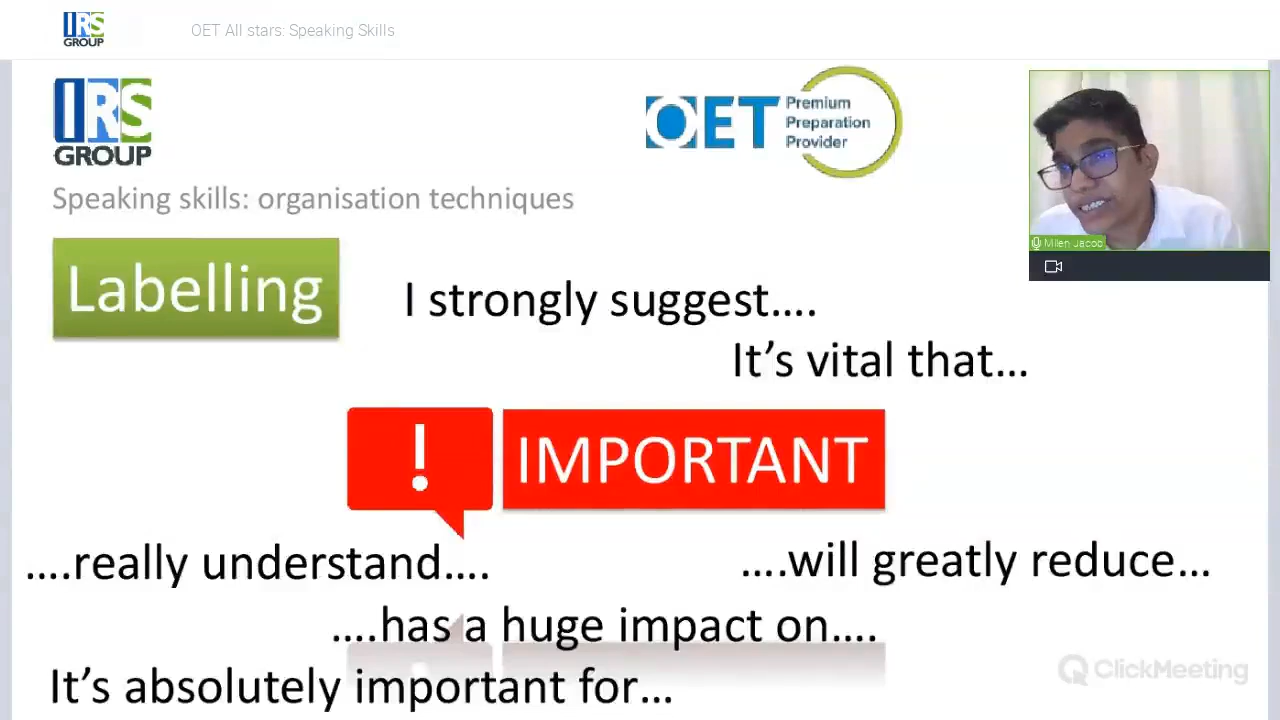 IRS
GROUP
OET All stars: Speaking Skills
IRS
GROUP
OET Premium
Preparation
Provider
Speaking skills: organisation techniques
Milen Jacob
Labelling
I strongly suggest....
It's vital that...
! IMPORTANT
....really understand....
....will greatly reduce...
....has a huge impact on....
It's absolutely important for...
ClickMeeting